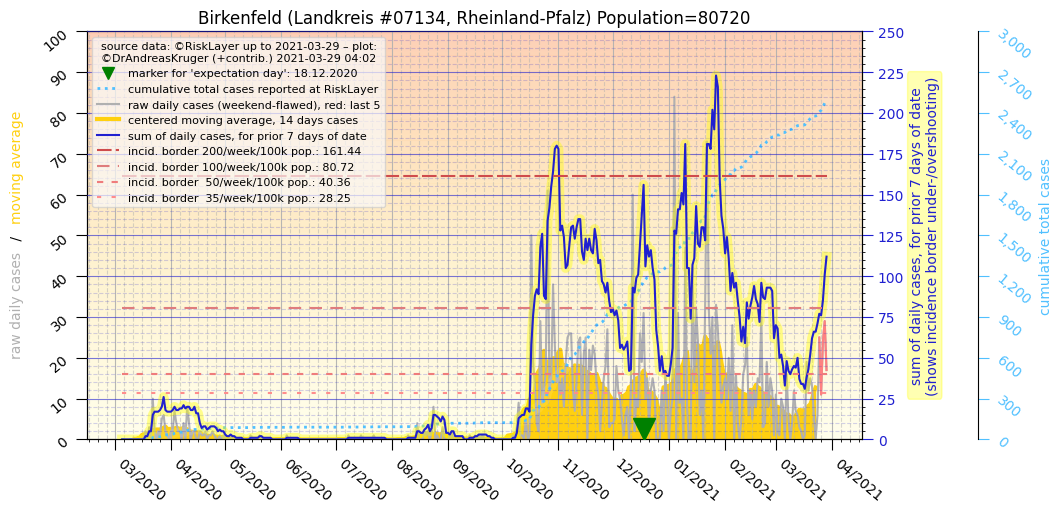 Birkenfeld (Landkreis #07134, Rheinland-Pfalz) Population=80720
source data: ©RiskLayer up to 2021-03-29 – plot:
©DrAndreasKruger (+contrib.) 2021-03-29 04:02
marker for 'expectation day': 18.12.2020
cumulative total cases reported at RiskLayer
raw daily cases (weekend-flawed), red: last 5
centered moving average, 14 days cases
sum of daily cases, for prior 7 days of date
incid. border 200/week/100k pop.: 161.44
incid. border 100/week/100k pop.: 80.72
incid. border  50/week/100k pop.: 40.36
incid. border  35/week/100k pop.: 28.25
raw daily cases  /  moving average
100
90
80
70
60
50
40
30
20
10
0
03/2020
04/2020
05/2020
06/2020
07/2020
08/2020
09/2020
10/2020
11/2020
12/2020
01/2021
02/2021
03/2021
04/2021
250
225
200
175
150
125
100
75
50
25
0
sum of daily cases, for prior 7 days of date
(shows incidence border under-/overshooting)
3,000
2,700
2,400
2,100
1,800
1,500
1,200
900
600
300
0
cumulative total cases